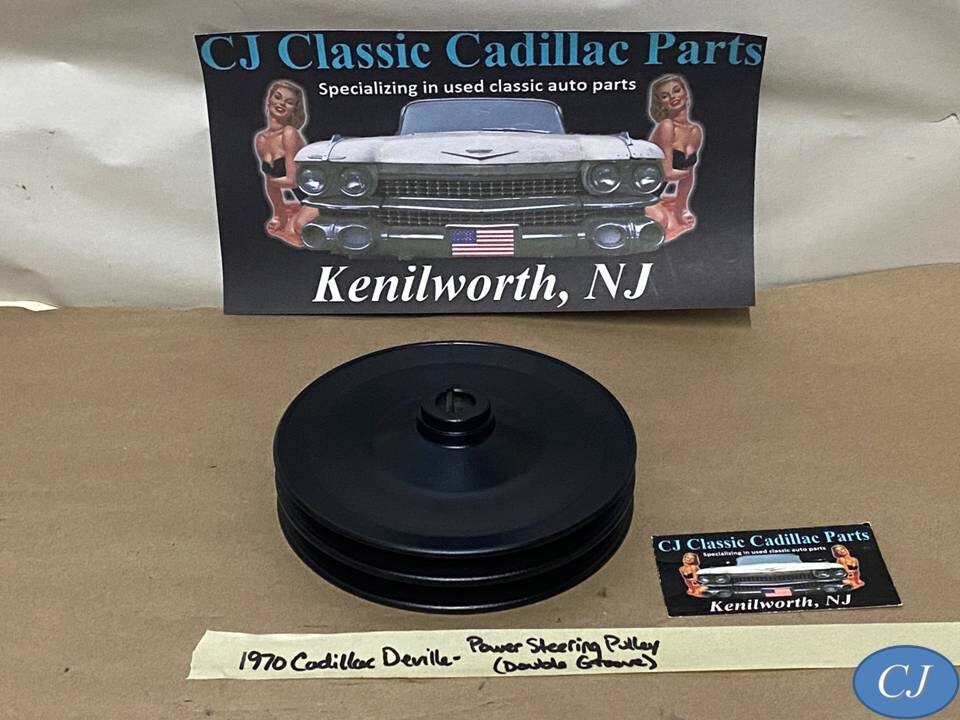 CJ Classic Cadillac Parts
Specializing in used classic auto parts
Kenilworth, NJ
CJ Classic Cadillac Parts
Specializing in used classic auto parts
Kenilworth, NJ
1970 Cadillac Deville- Power Steering Pulley
(Double Groove)
CJ